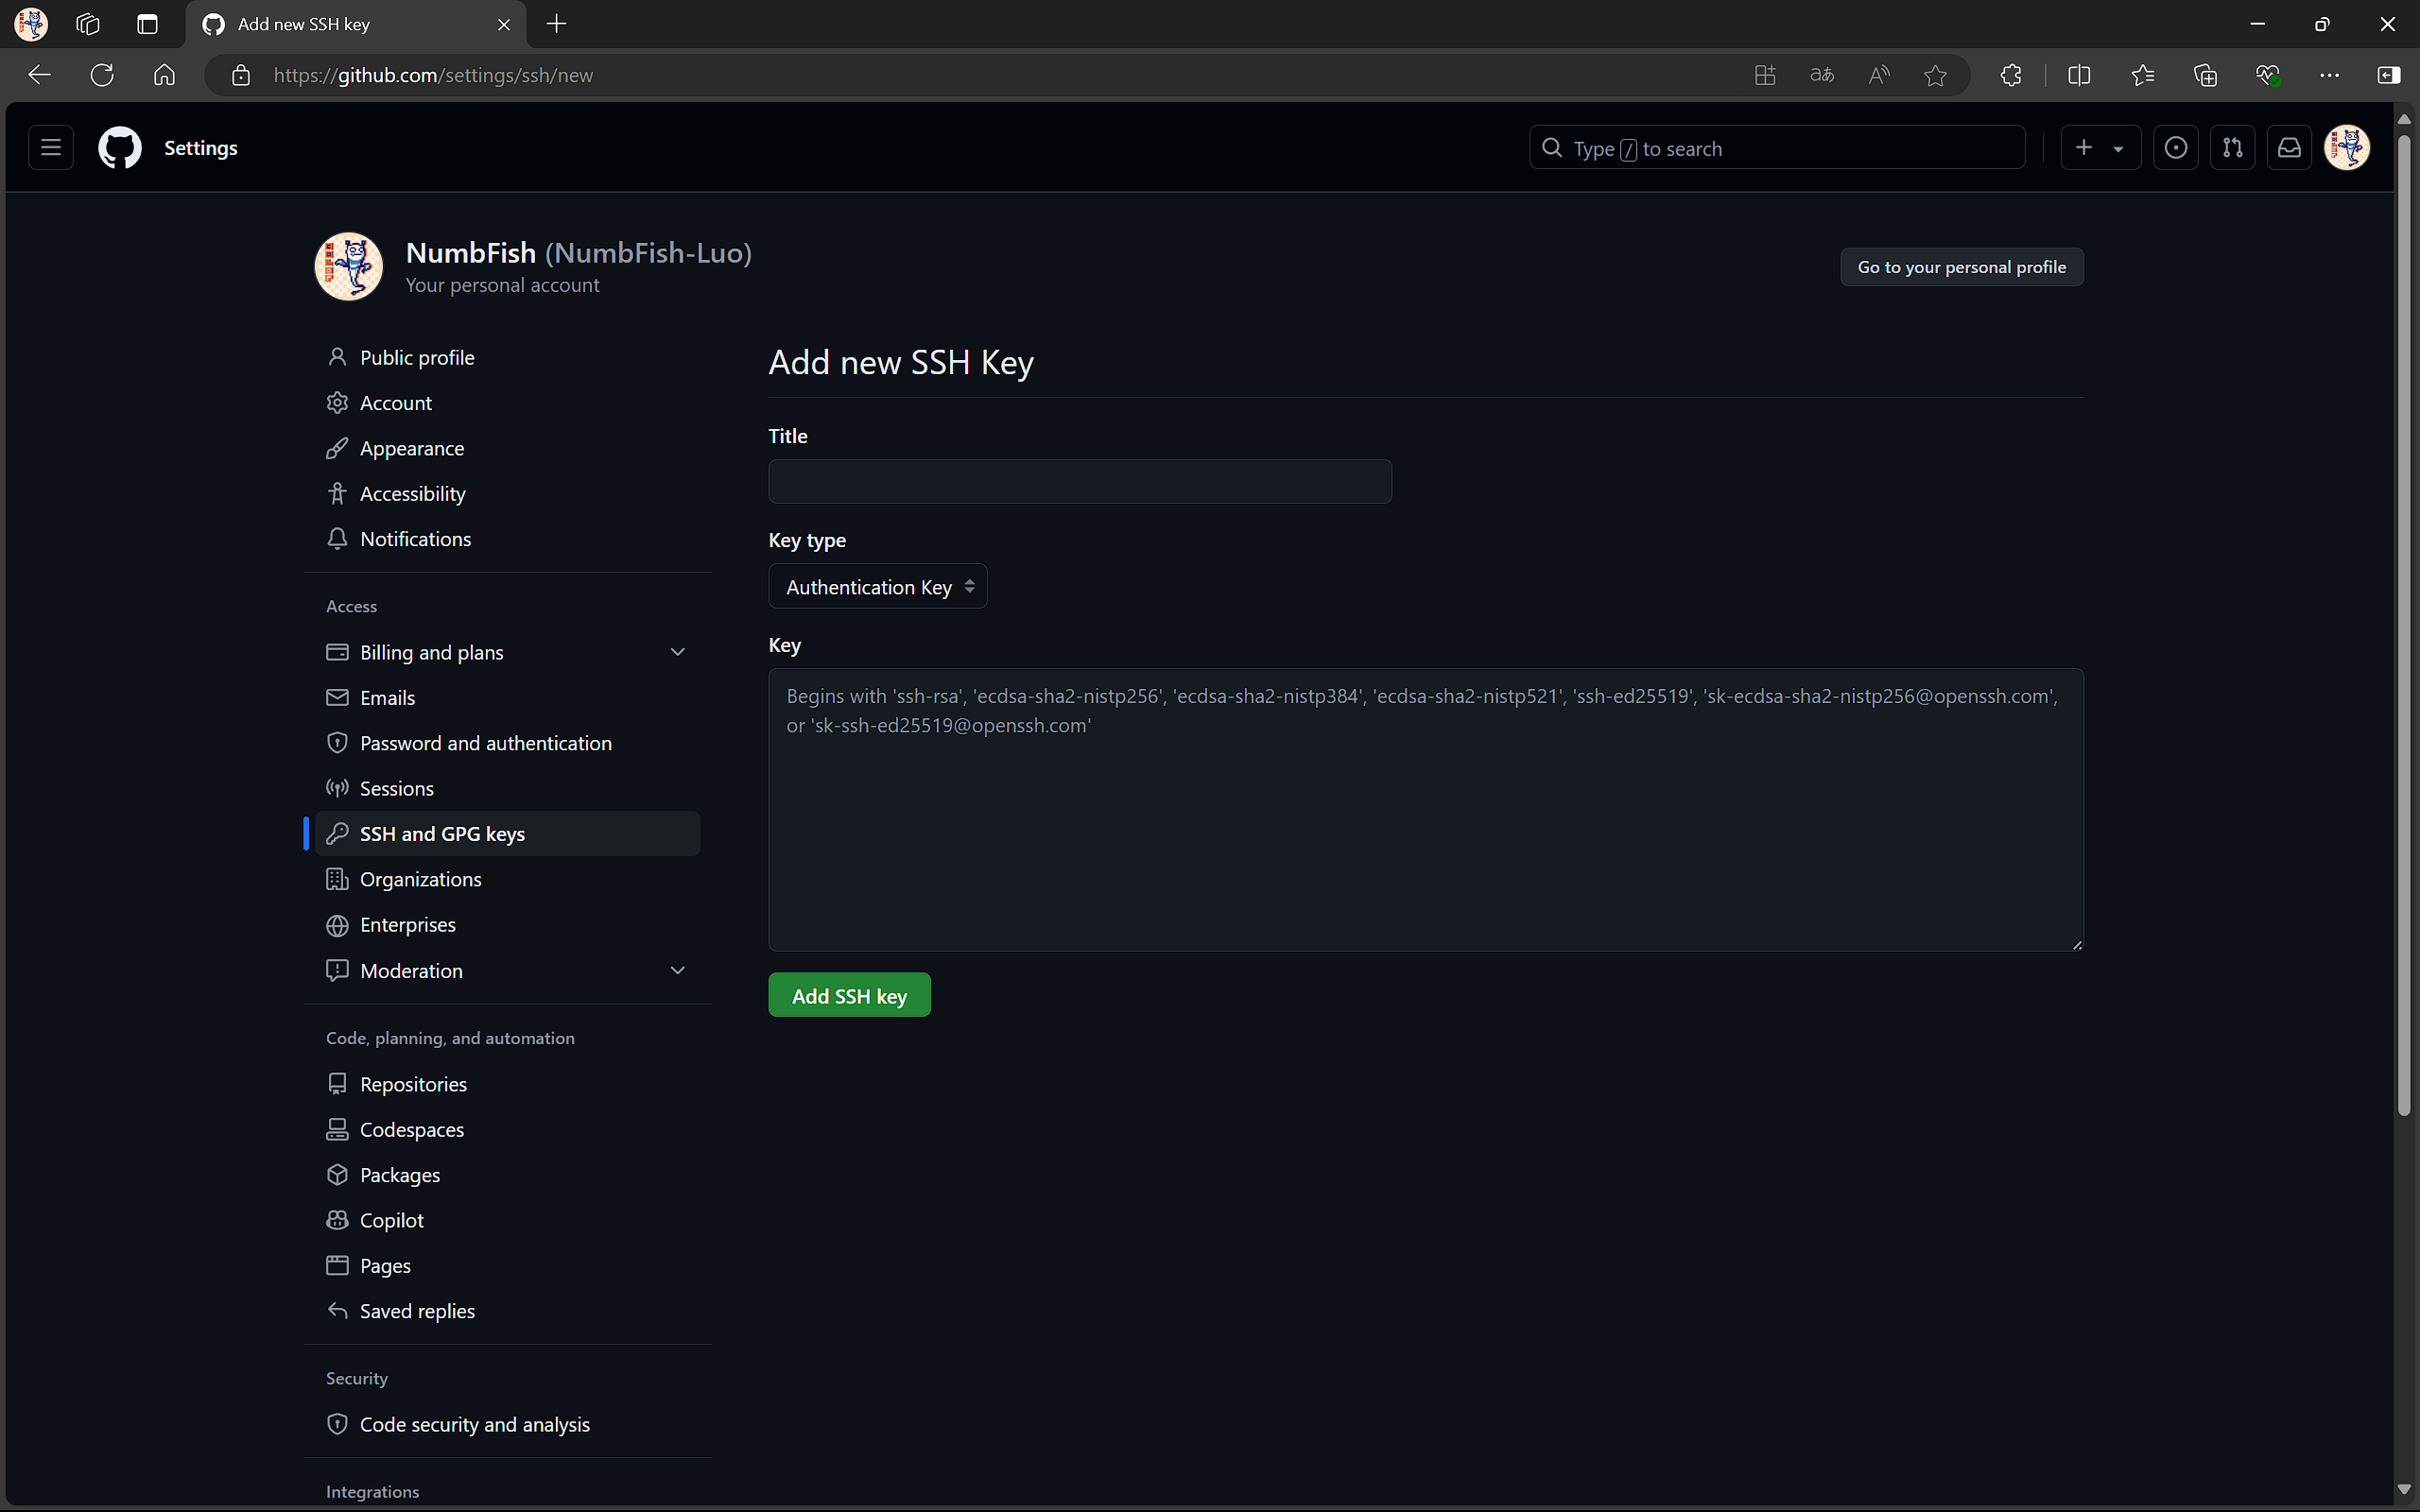 Add new SSH key
https://github.com/settings/ssh/new
Settings
Type / to search
NumbFish (NumbFish-Luo)
Your personal account
Go to your personal profile
Public profile
Account
Appearance
Accessibility
Notifications
Access
Billing and plans
Emails
Password and authentication
Sessions
SSH and GPG keys
Organizations
Enterprises
Moderation
Code, planning, and automation
Repositories
Codespaces
Packages
Copilot
Pages
Saved replies
Security
Code security and analysis
Integrations
Add new SSH Key
Title
Key type
Authentication Key
Key
Begins with 'ssh-rsa', 'ecdsa-sha2-nistp256', 'ecdsa-sha2-nistp384', 'ecdsa-sha2-nistp521', 'ssh-ed25519', 'sk-ecdsa-sha2-nistp256@openssh.com',
or 'sk-ssh-ed25519@openssh.com'
Add SSH key